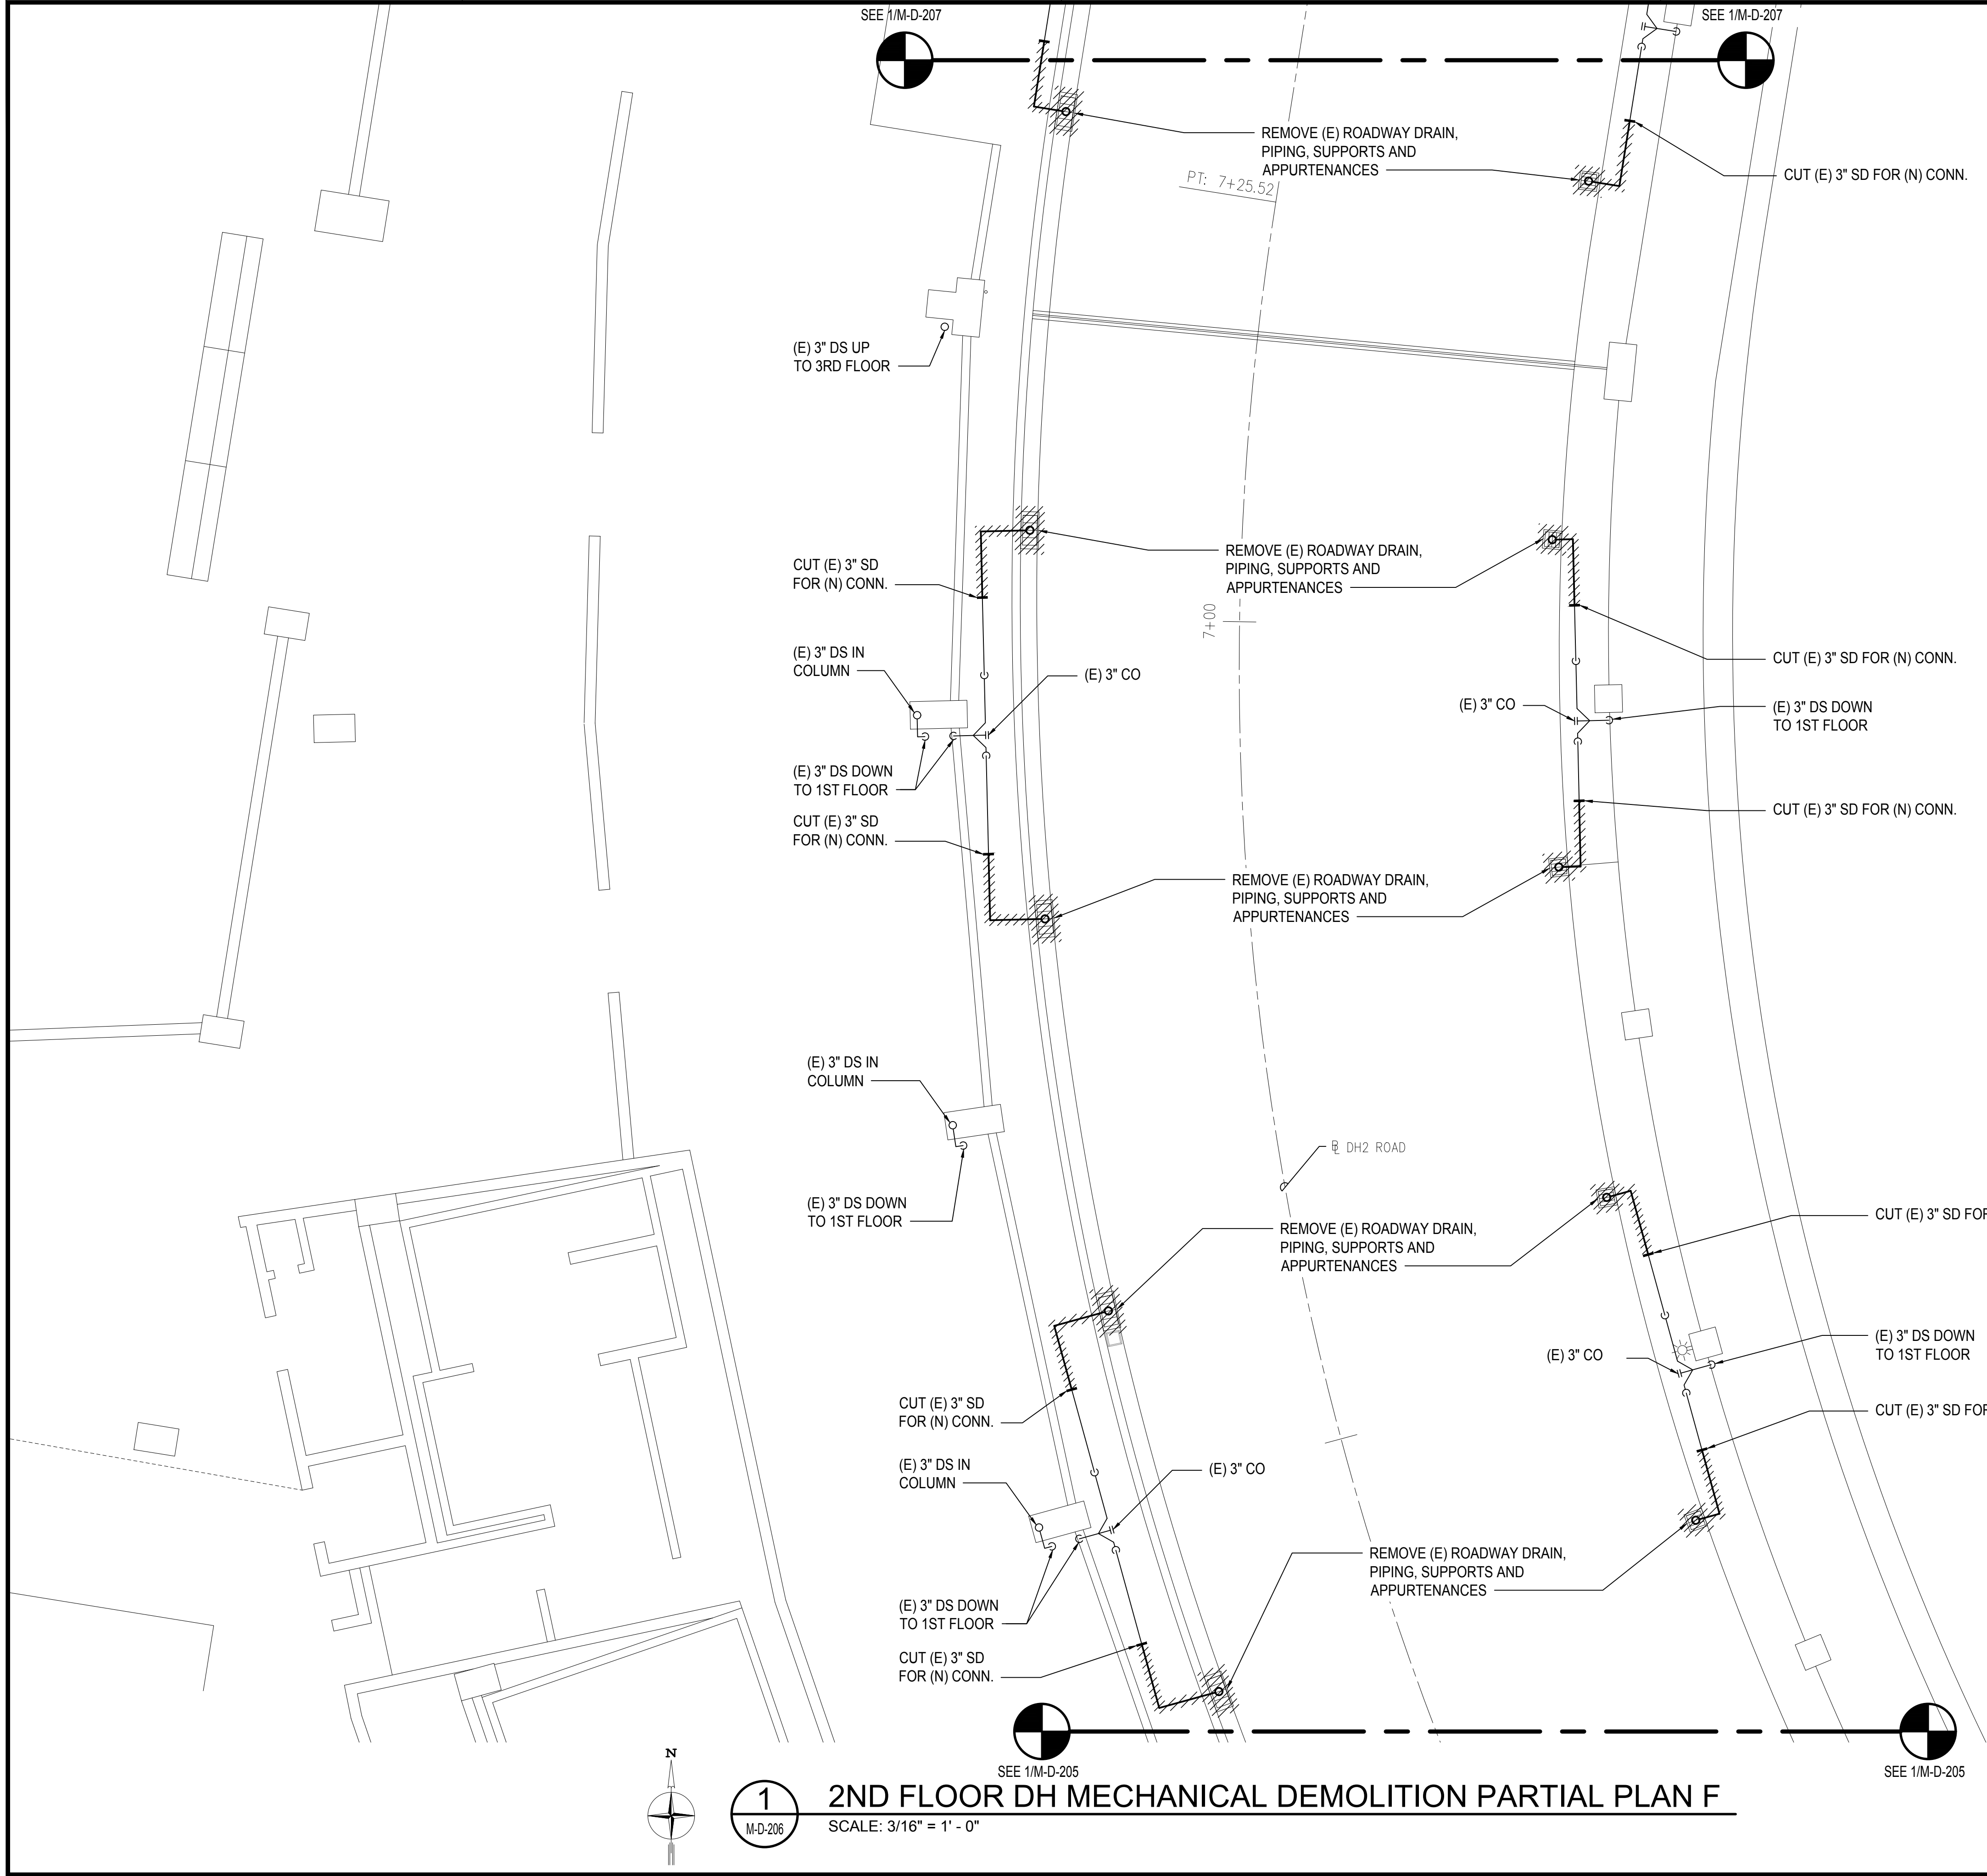 SEE 1/M-D-207
SEE 1/M-D-207
REMOVE (E) ROADWAY DRAIN,
PIPING, SUPPORTS AND
APPURTENANCES
CUT (E) 3" SD FOR (N) CONN.
PT: 7+25.52
(E) 3" DS UP
TO 3RD FLOOR
CUT (E) 3" SD
FOR (N) CONN.
REMOVE (E) ROADWAY DRAIN,
PIPING, SUPPORTS AND
APPURTENANCES
7+00
(E) 3" DS IN
COLUMN
(E) 3" CO
CUT (E) 3" SD FOR (N) CONN.
(E) 3" CO
(E) 3" DS DOWN
TO 1ST FLOOR
(E) 3" DS DOWN
TO 1ST FLOOR
CUT (E) 3" SD
FOR (N) CONN.
CUT (E) 3" SD FOR (N) CONN.
REMOVE (E) ROADWAY DRAIN,
PIPING, SUPPORTS AND
APPURTENANCES
(E) 3" DS IN
COLUMN
DH2 ROAD
(E) 3" DS DOWN
TO 1ST FLOOR
REMOVE (E) ROADWAY DRAIN,
PIPING, SUPPORTS AND
APPURTENANCES
CUT (E) 3" SD FOR
(E) 3" DS DOWN
TO 1ST FLOOR
(E) 3" CO
CUT (E) 3" SD
FOR (N) CONN.
CUT (E) 3" SD FOR
(E) 3" DS IN
COLUMN
(E) 3" CO
REMOVE (E) ROADWAY DRAIN,
PIPING, SUPPORTS AND
APPURTENANCES
(E) 3" DS DOWN
TO 1ST FLOOR
CUT (E) 3" SD
FOR (N) CONN.
SEE 1/M-D-205
SEE 1/M-D-205
N
1
M-D-206
2ND FLOOR DH MECHANICAL DEMOLITION PARTIAL PLAN F
SCALE: 3/16" = 1' - 0"